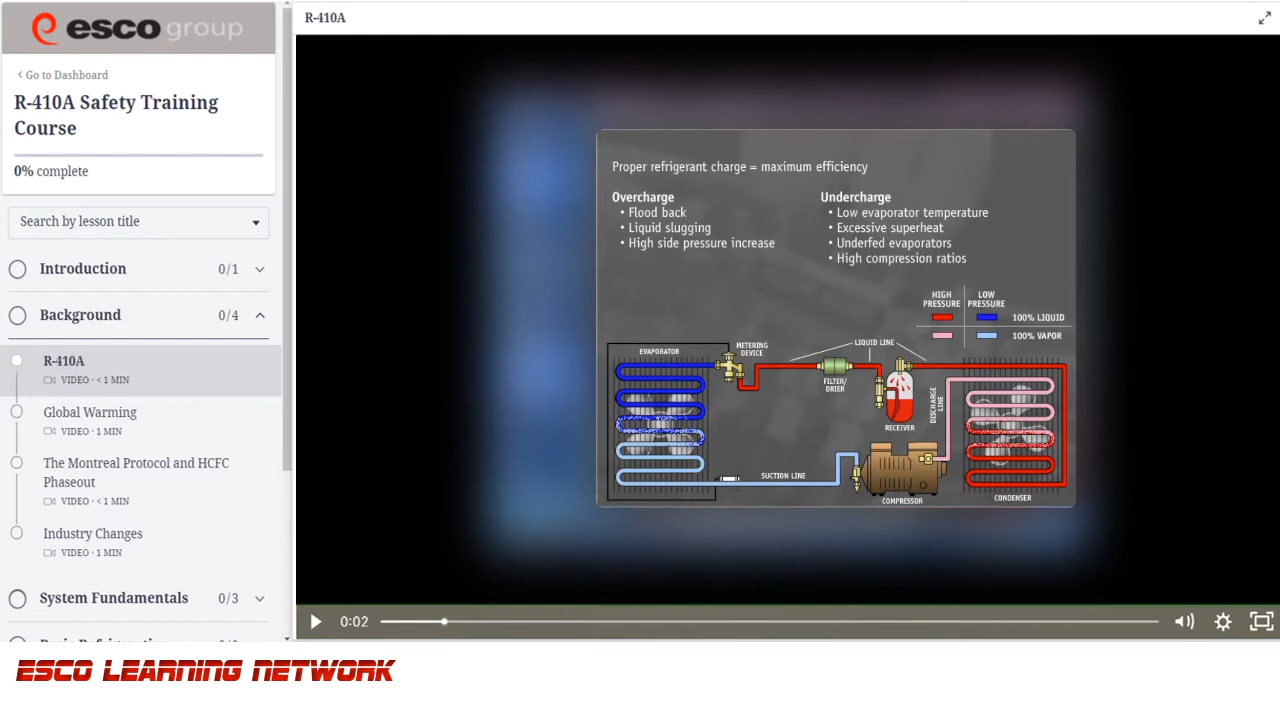 esco group
Go to Dashboard
R-410A Safety Training
Course
0% complete
Search by lesson title
Introduction 0/1
Background 0/4
R-410A
VIDEO · < 1 MIN
Global Warming
VIDEO · 1 MIN
The Montreal Protocol and HCFC
Phaseout
VIDEO · < 1 MIN
Industry Changes
VIDEO · 1 MIN
System Fundamentals 0/3
R-410A
Proper refrigerant charge = maximum efficiency
Overcharge
• Flood back
• Liquid slugging
• High side pressure increase
Undercharge
• Low evaporator temperature
• Excessive superheat
• Underfed evaporators
• High compression ratios
HIGH
PRESSURE
LOW
PRESSURE
100% LIQUID
100% VAPOR
EVAPORATOR
METERING
DEVICE
LIQUID LINE
FILTER/
DRIER
RECEIVER
DISCHARGE
LINE
SUCTION LINE
COMPRESSOR
CONDENSER
0:02
ESCO LEARNING NETWORK